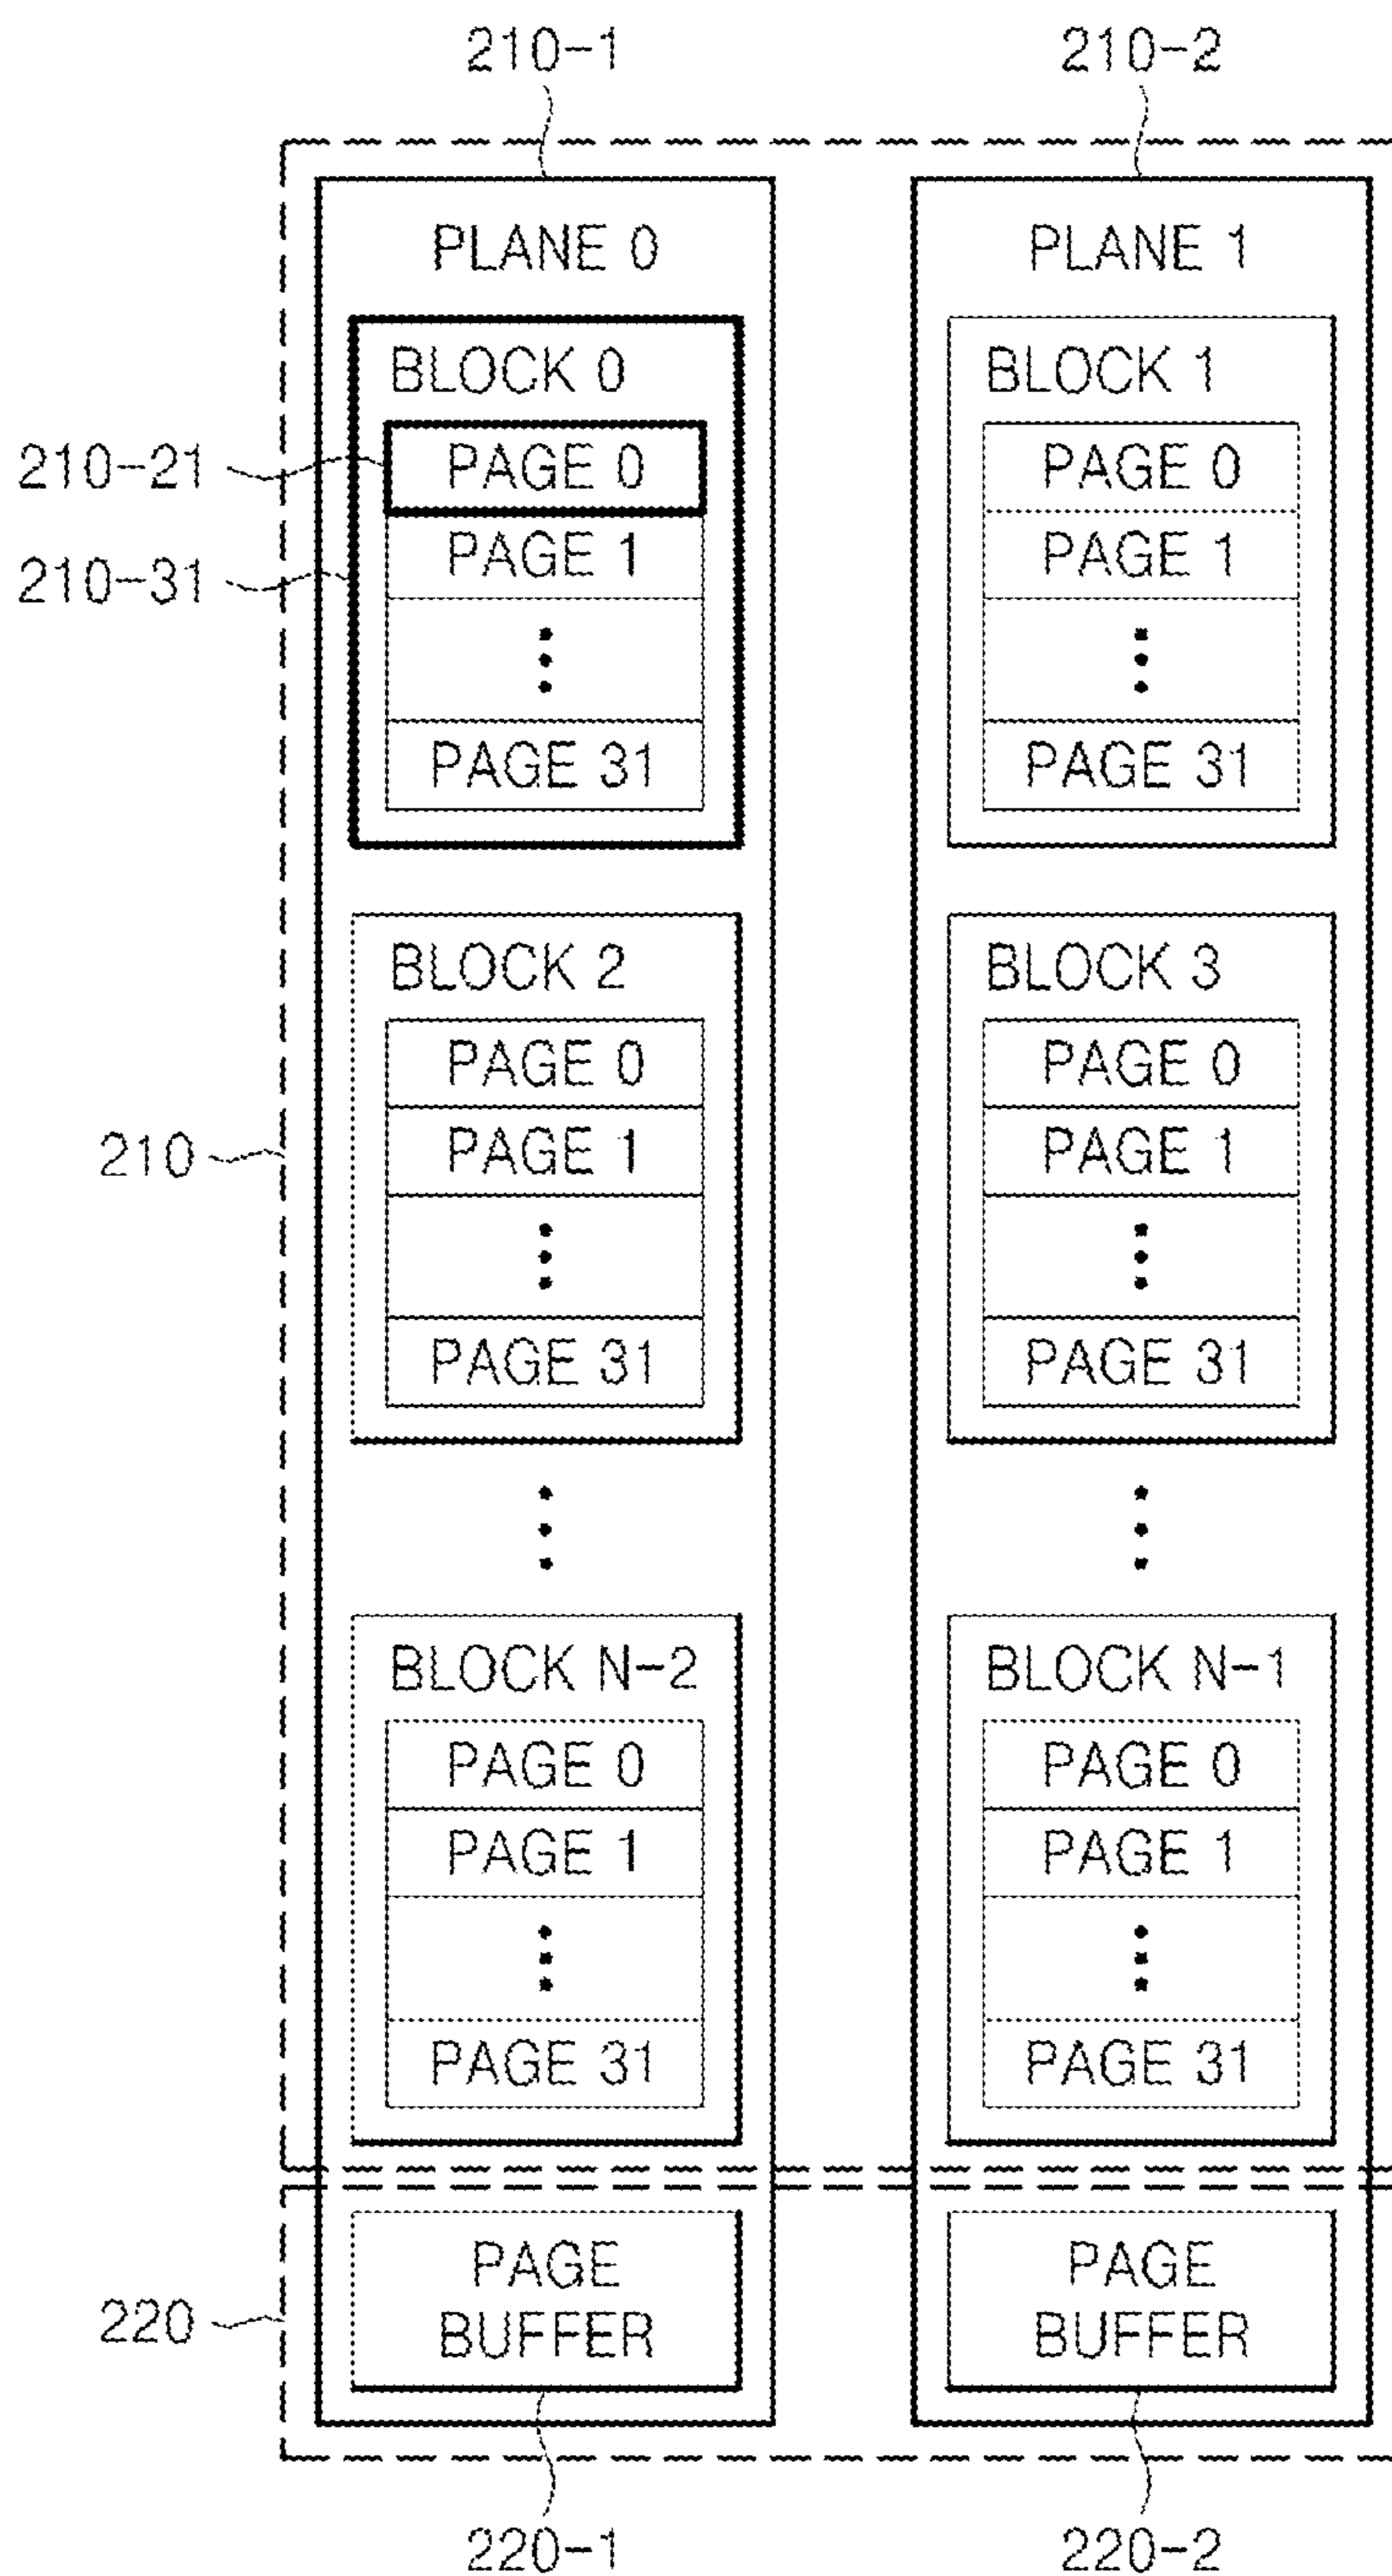 210-1
210-2
PLANE 0
PLANE 1
BLOCK 0
BLOCK 1
210-21
PAGE 0
PAGE 0
210-31
PAGE 1
PAGE 1
PAGE 31
PAGE 31
BLOCK 2
BLOCK 3
PAGE 0
PAGE 0
210
PAGE 1
PAGE 1
PAGE 31
PAGE 31
BLOCK N-2
BLOCK N-1
PAGE 0
PAGE 0
PAGE 1
PAGE 1
PAGE 31
PAGE 31
220
PAGE
BUFFER
PAGE
BUFFER
220-1
220-2